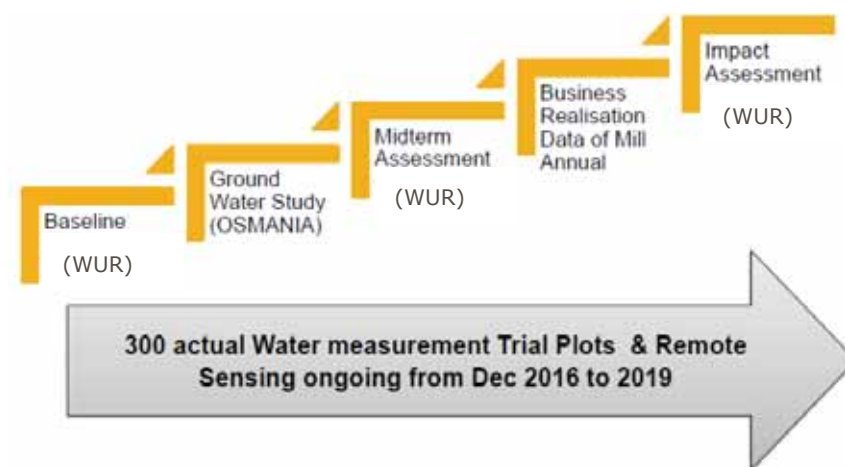 Baseline
(WUR)
Ground
Water Study
(OSMANIA)
Midterm
Assessment
(WUR)
Business
Realisation
Data of Mill
Annual
Impact
Assessment
(WUR)
300 actual Water measurement Trial Plots & Remote
Sensing ongoing from Dec 2016 to 2019